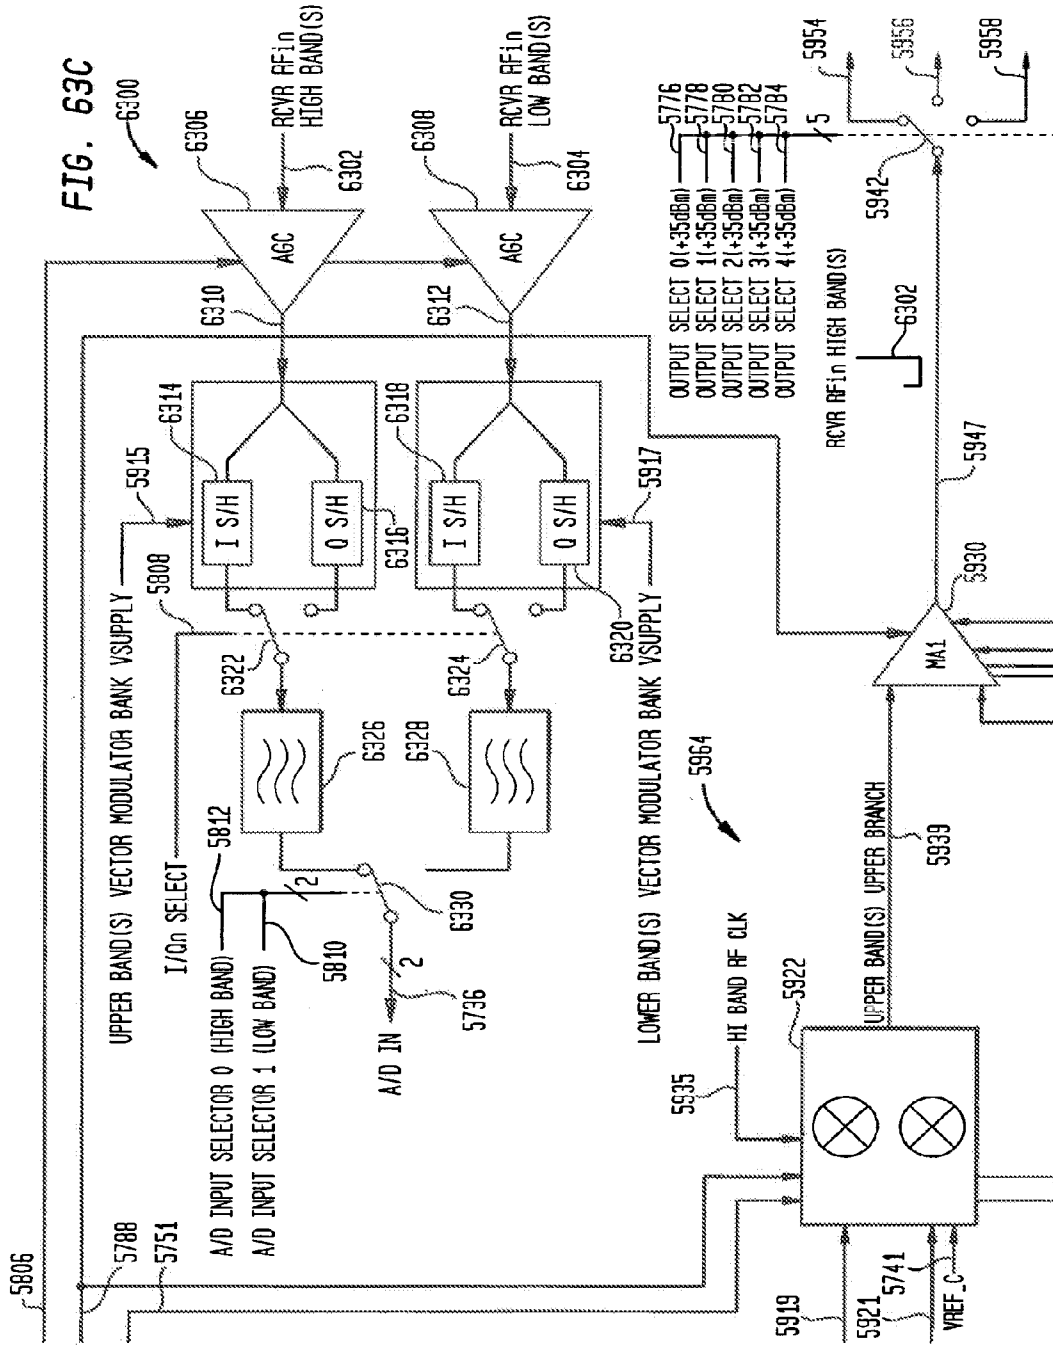 FIG. 63C
6300
5806
5788
5751
6306
RCVR RFin
HIGH BAND(S)
6302
AGC
6308
RCVR RFin
LOW BAND(S)
6304
AGC
6310
6312
6314
I S/H
Q S/H
6316
6318
I S/H
Q S/H
6320
5915
UPPER BAND(S) VECTOR MODULATOR BANK VSUPPLY
5808
I/Qn SELECT
5917
LOWER BAND(S) VECTOR MODULATOR BANK VSUPPLY
6322
6324
6326
6328
5812
A/D INPUT SELECTOR 0 (HIGH BAND)
A/D INPUT SELECTOR 1 (LOW BAND)
5810
2
6330
2
5736
A/D IN
OUTPUT SELECT 0(+35dBm)
5776
OUTPUT SELECT 1(+35dBm)
5778
OUTPUT SELECT 2(+35dBm)
5780
OUTPUT SELECT 3(+35dBm)
5782
OUTPUT SELECT 4(+35dBm)
5784
5
RCVR RFin HIGH BAND(S)
6302
5942
5954
5956
5958
5947
MA1
5930
5964
UPPER BAND(S) UPPER BRANCH
5939
HI BAND RF CLK
5935
5922
5919
5921
5741
VREF_C